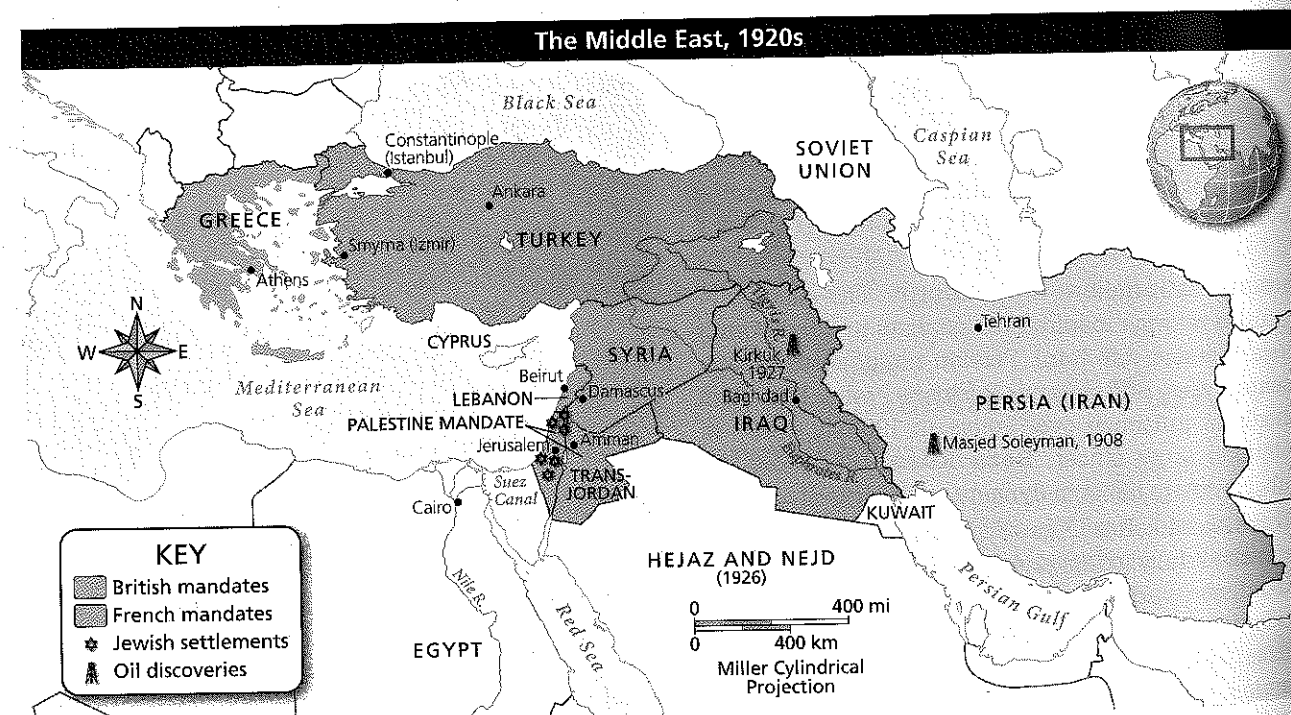 The Middle East, 1920s
Black Sea
Caspian
Sea
SOVIET
UNION
Constantinople
(Istanbul)
Ankara
GREECE
TURKEY
Smyrna (Izmir)
Athens
Tehran
N
W
E
S
CYPRUS
SYRIA
Tigris R.
Kirkuk
1927
Mediterranean
Sea
Beirut
LEBANON
Damascus
Baghdad
PERSIA (IRAN)
PALESTINE MANDATE
IRAQ
Jerusalem
Amman
Masjed Soleyman, 1908
Euphrates R.
TRANS-
JORDAN
Suez
Canal
Cairo
KUWAIT
HEJAZ AND NEJD
(1926)
Persian Gulf
Nile R.
Red Sea
EGYPT
KEY
British mandates
French mandates
Jewish settlements
Oil discoveries
0
400 mi
0
400 km
Miller Cylindrical
Projection